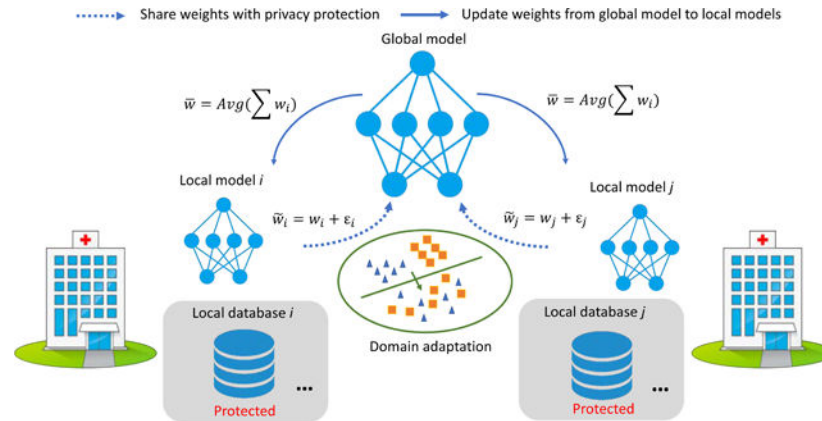 Share weights with privacy protection
Update weights from global model to local models
Global model
w̅ = Avg(∑ wᵢ)
w̅ = Avg(∑ wᵢ)
Local model i
Local model j
w̃ᵢ = wᵢ + εᵢ
w̃ⱼ = wⱼ + εⱼ
Local database i
...
Protected
Domain adaptation
Local database j
...
Protected